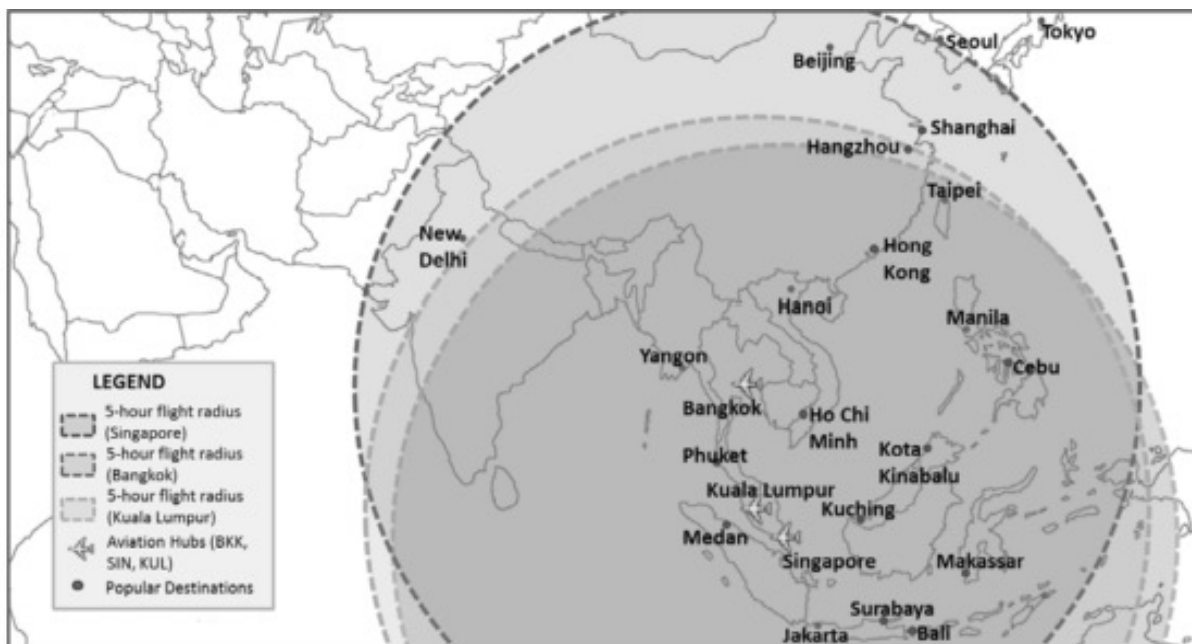 Seoul
Tokyo
Beijing
Shanghai
Hangzhou
Taipei
New
Delhi
Hong
Kong
Hanoi
Manila
Yangon
Cebu
Bangkok
Ho Chi
Minh
Phuket
Kota
Kinabalu
Kuala Lumpur
Kuching
Medan
Singapore
Makassar
Surabaya
Jakarta
Bali
LEGEND
5-hour flight radius
(Singapore)
5-hour flight radius
(Bangkok)
5-hour flight radius
(Kuala Lumpur)
Aviation Hubs (BKK,
SIN, KUL)
Popular Destinations